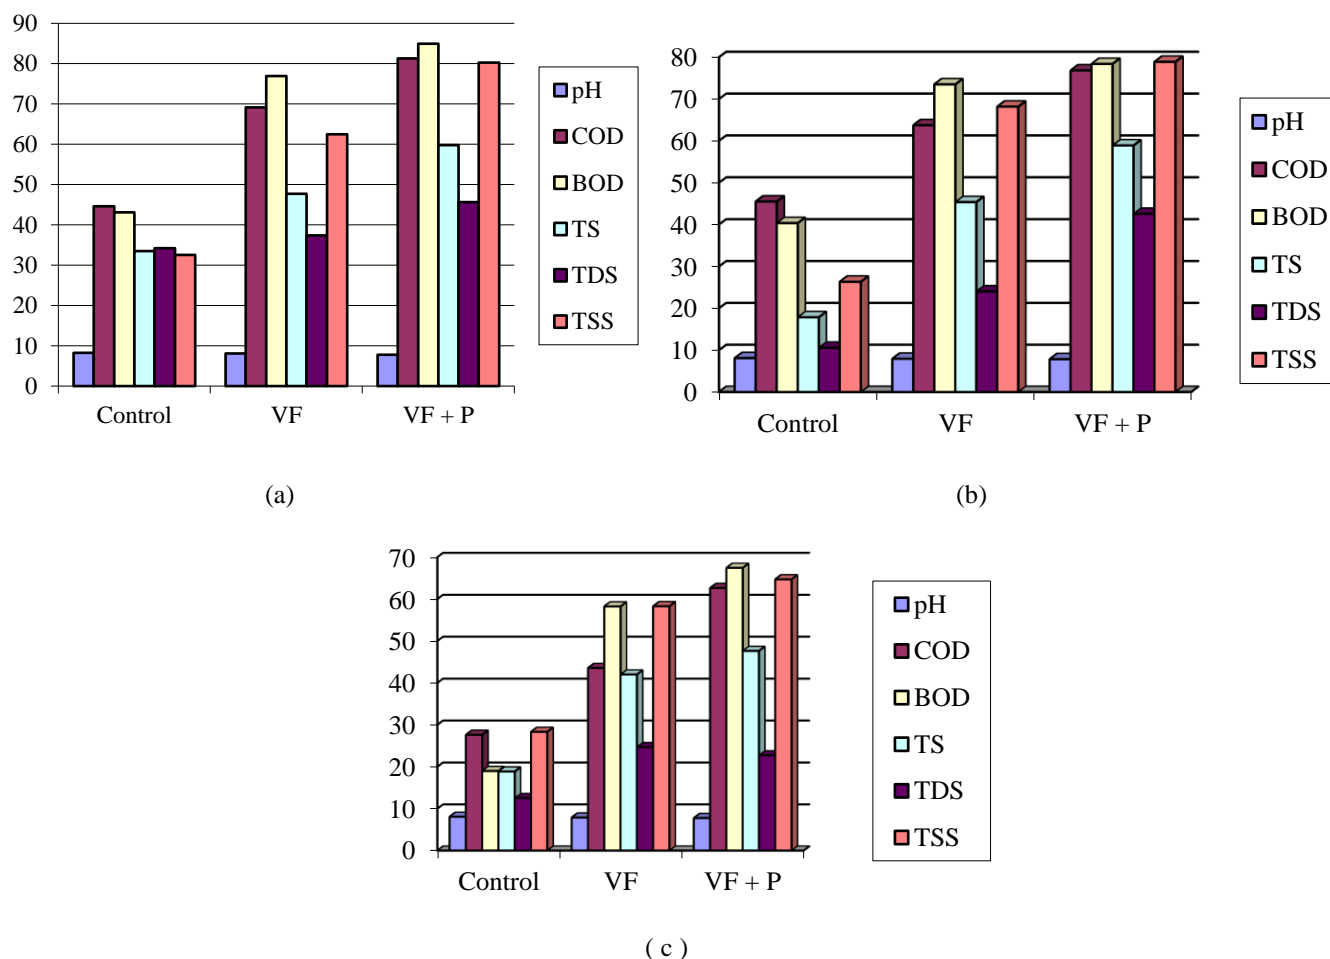 90
80
70
60
50
40
30
20
10
0
Control VF VF + P
pH
COD
BOD
TS
TDS
TSS
(a)
80
70
60
50
40
30
20
10
0
Control VF VF + P
pH
COD
BOD
TS
TDS
TSS
(b)
70
60
50
40
30
20
10
0
Control VF VF + P
pH
COD
BOD
TS
TDS
TSS
( c )